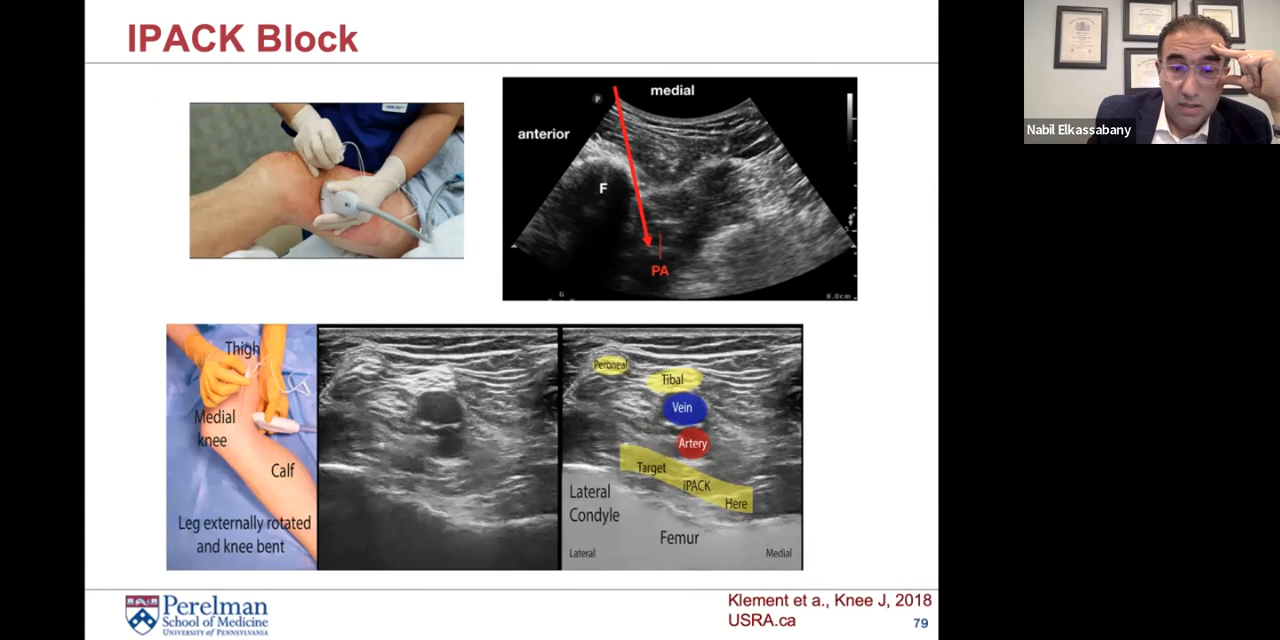 IPACK Block
P
medial
anterior
F
PA
G
8.0cm
Thigh
Medial
knee
Calf
Leg externally rotated
and knee bent
Peroneal
Tibal
Vein
Artery
Target
iPACK
Here
Lateral
Condyle
Femur
Lateral
Medial
Perelman
School of Medicine
UNIVERSITY of PENNSYLVANIA
Klement et a., Knee J, 2018
USRA.ca
79
Nabil Elkassabany